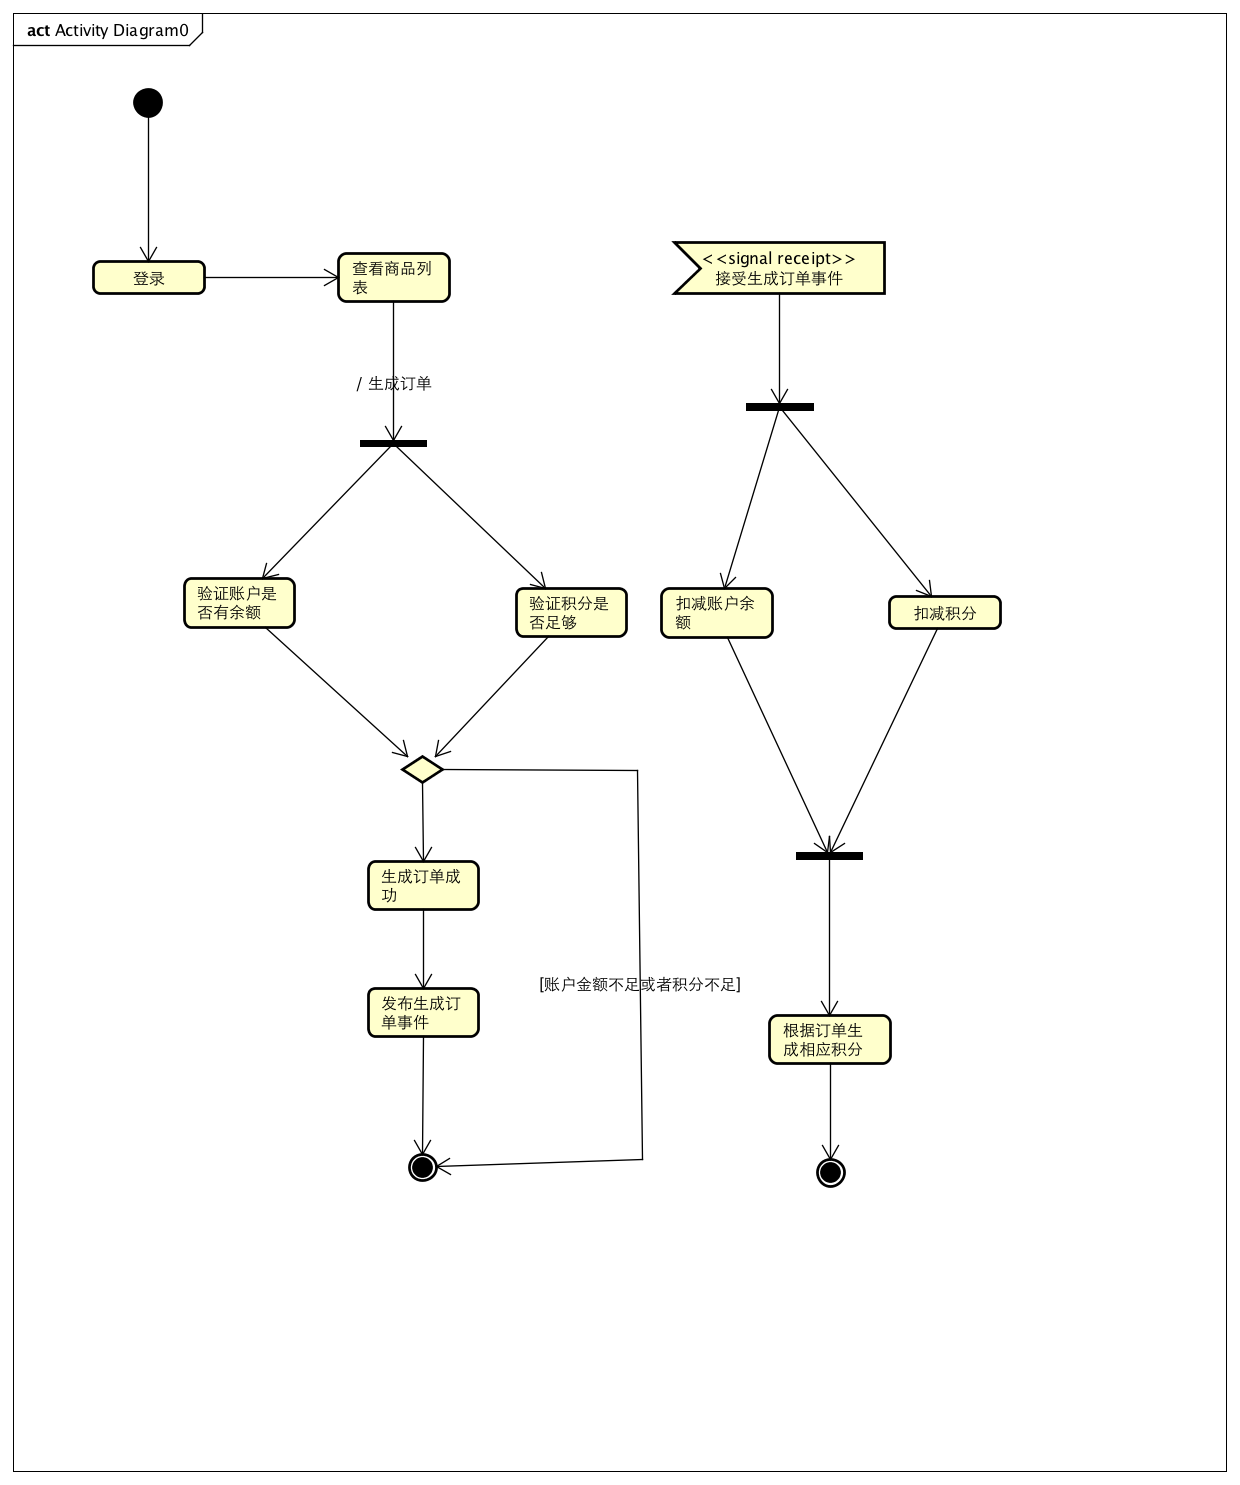 act Activity Diagram0
登录
查看商品列
表
<<signal receipt>>
接受生成订单事件
/ 生成订单
验证账户是
否有余额
验证积分是
否足够
扣减账户余
额
扣减积分
生成订单成
功
[账户金额不足或者积分不足]
发布生成订
单事件
根据订单生
成相应积分